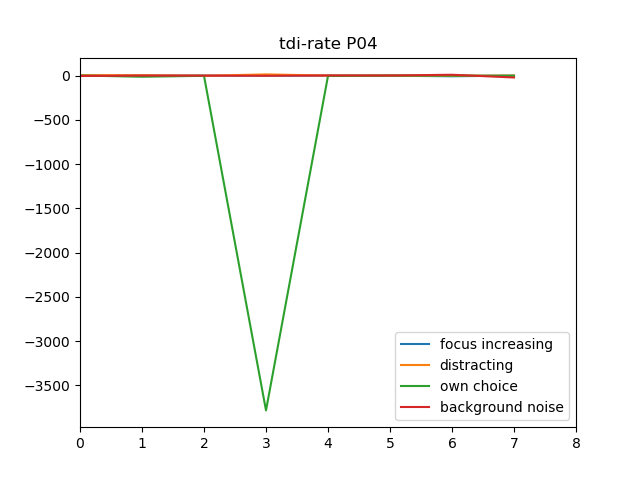 tdi-rate P04
0
−500
−1000
−1500
−2000
−2500
−3000
−3500
focus increasing
distracting
own choice
background noise
0 1 2 3 4 5 6 7 8